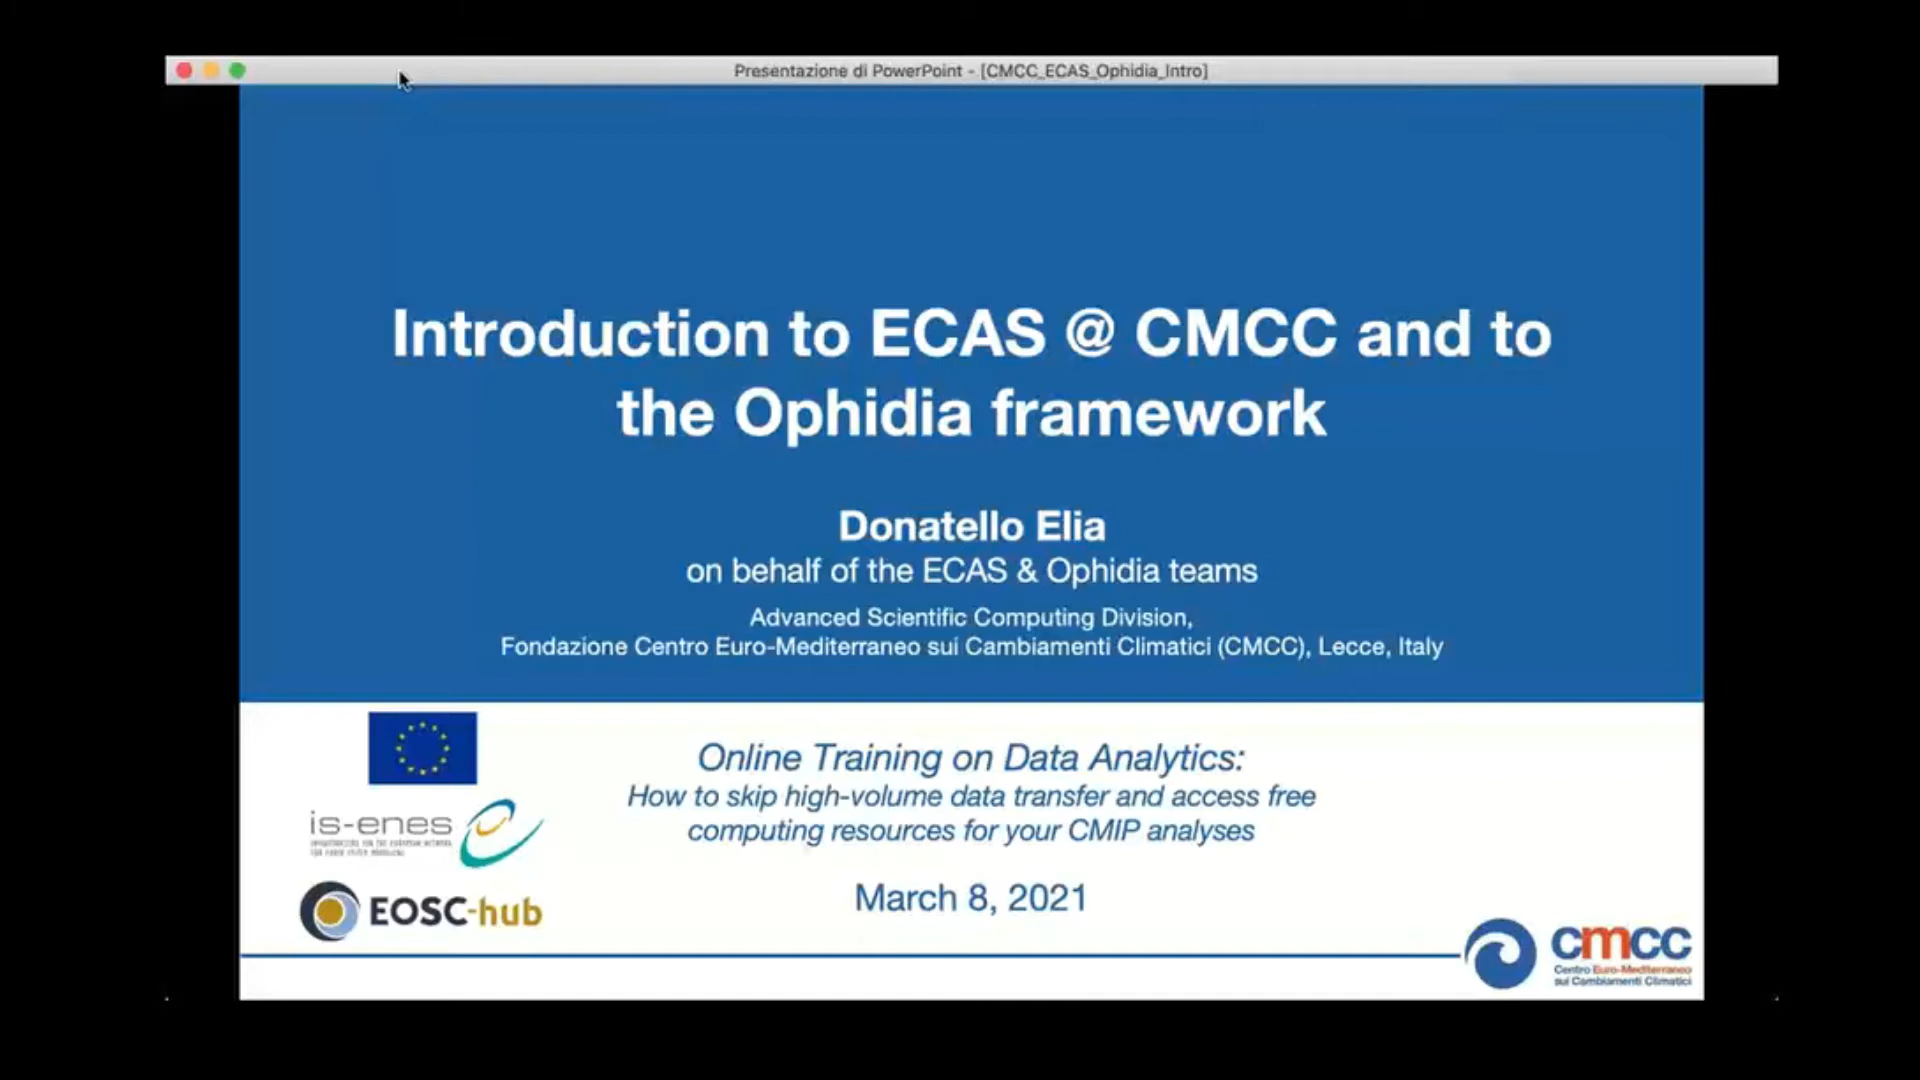 Presentazione di PowerPoint - [CMCC_ECAS_Ophidia_Intro]
Introduction to ECAS @ CMCC and to
the Ophidia framework
Donatello Elia
on behalf of the ECAS & Ophidia teams
Advanced Scientific Computing Division,
Fondazione Centro Euro-Mediterraneo sui Cambiamenti Climatici (CMCC), Lecce, Italy
Online Training on Data Analytics:
How to skip high-volume data transfer and access free
computing resources for your CMIP analyses
March 8, 2021
is-enes
EOSC-hub
cmcc
Centro Euro-Mediterraneo
sui Cambiamenti Climatici